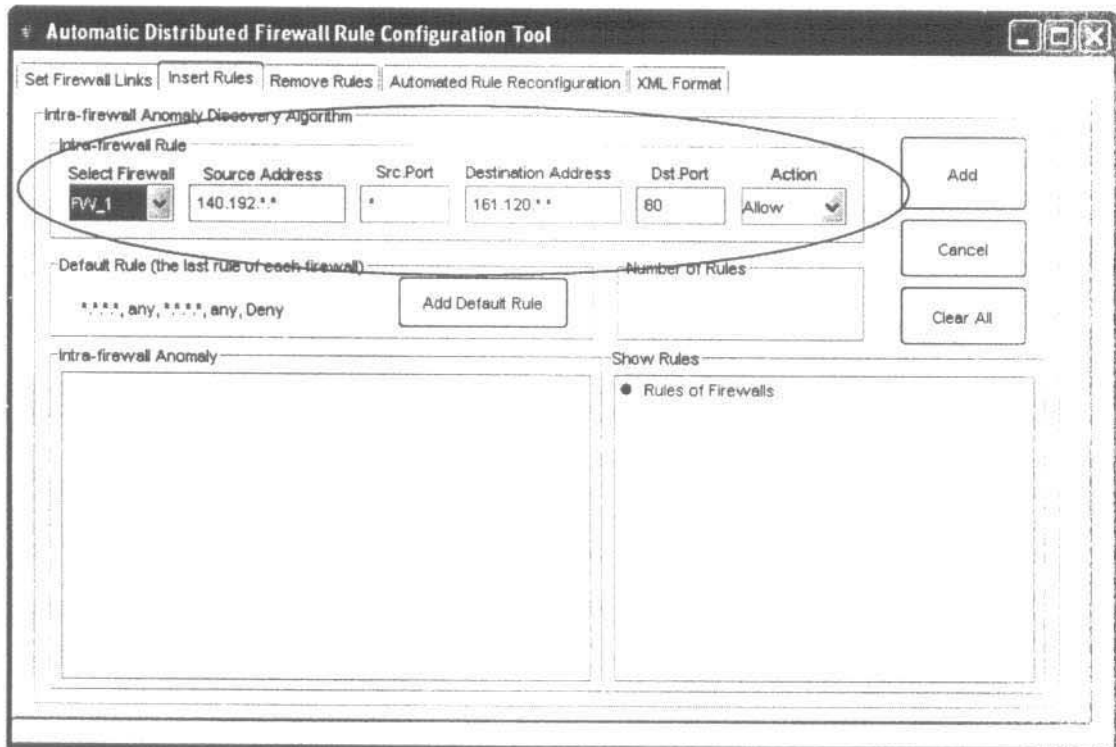 Automatic Distributed Firewall Rule Configuration Tool
Set Firewall Links Insert Rules Remove Rules Automated Rule Reconfiguration XML Format
Intra-firewall Anomaly Discovery Algorithm
Intra-firewall Rule
Select Firewall Source Address Src.Port Destination Address Dst.Port Action
FW_1 140.192.*.* * 161.120.*.* 80 Allow
Add
Cancel
Clear All
Default Rule (the last rule of each firewall)
*.*.*.*, any, *.*.*.*, any, Deny
Add Default Rule
Number of Rules
Intra-firewall Anomaly
Show Rules
Rules of Firewalls